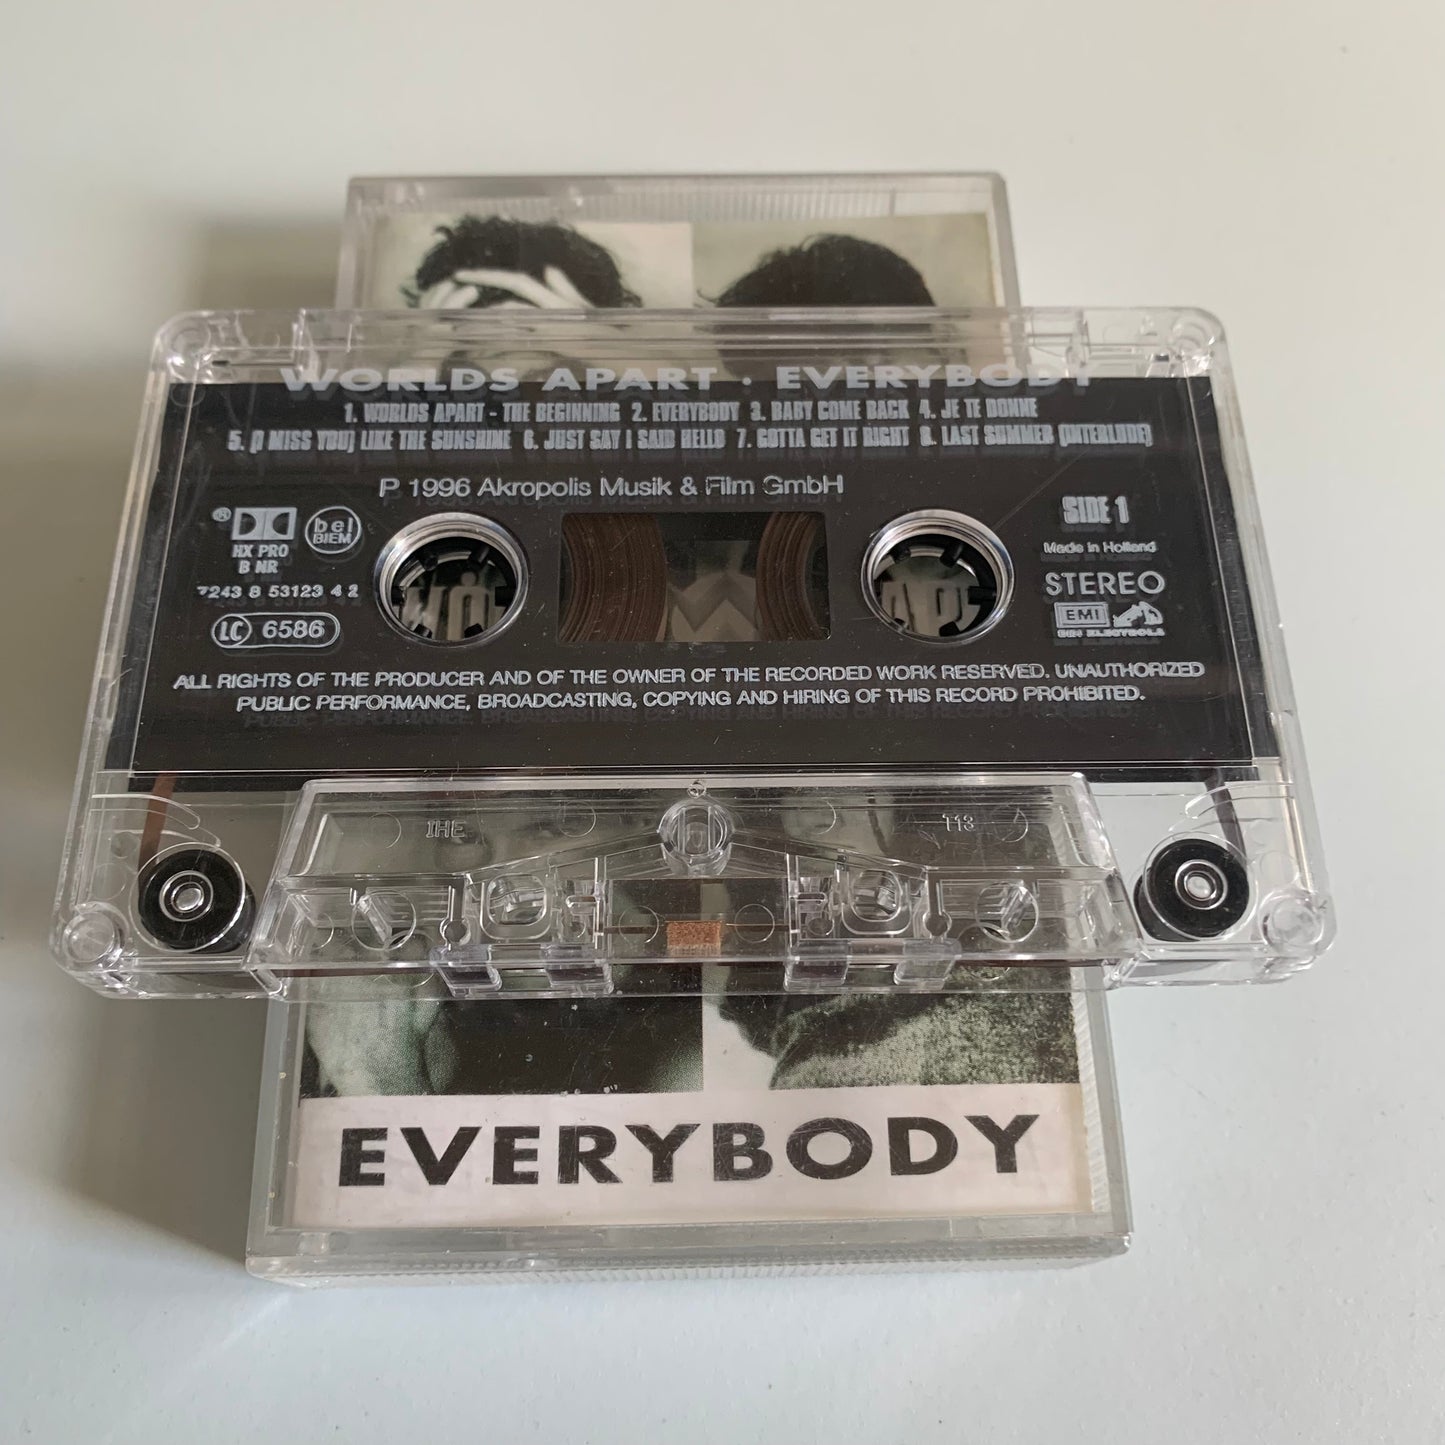 WORLDS APART · EVERYBODY
1. WORLDS APART - THE BEGINNING 2. EVERYBODY 3. BABY COME BACK 4. JE TE DONNE
5. (I MISS YOU) LIKE THE SUNSHINE 6. JUST SAY I SAID HELLO 7. GOTTA GET IT RIGHT 8. LAST SUMMER (INTERLUDE)
P 1996 Akropolis Musik & Film GmbH
®
HX PRO
B NR
bel
BIEM
7243 8 53123 4 2
LC 6586
SIDE 1
Made in Holland
STEREO
EMI
EMI ELECTROLA
ALL RIGHTS OF THE PRODUCER AND OF THE OWNER OF THE RECORDED WORK RESERVED. UNAUTHORIZED
PUBLIC PERFORMANCE, BROADCASTING, COPYING AND HIRING OF THIS RECORD PROHIBITED.
IHE
113
EVERYBODY